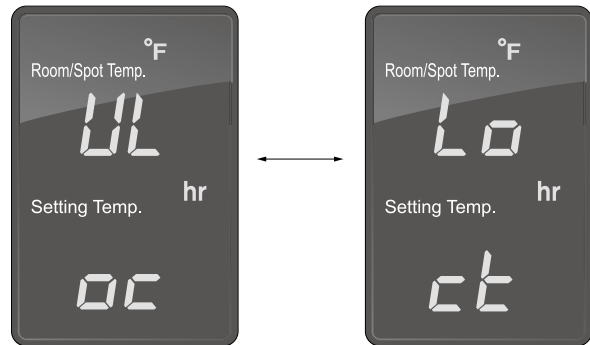 °F
Room/Spot Temp.
UL
hr
Setting Temp.
oc
°F
Room/Spot Temp.
Lo
hr
Setting Temp.
ct